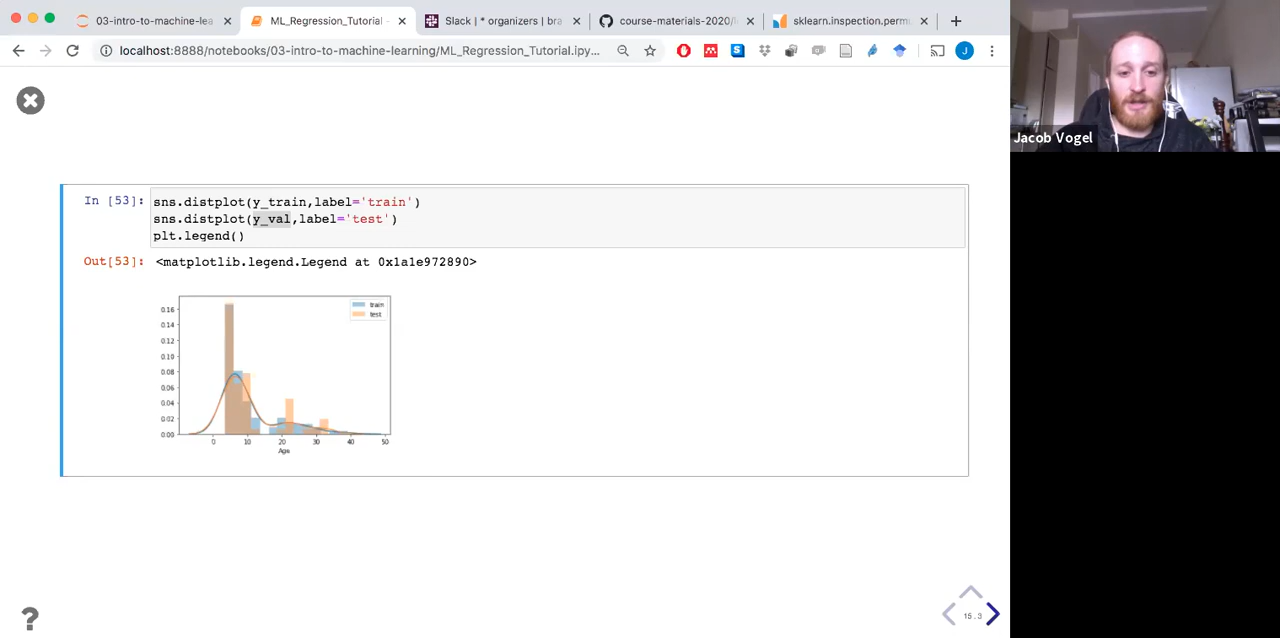 03-intro-to-machine-lea
ML_Regression_Tutorial -
Slack | * organizers | bra
course-materials-2020/l
sklearn.inspection.perm
localhost:8888/notebooks/03-intro-to-machine-learning/ML_Regression_Tutorial.ipy...
J
Jacob Vogel
In [53]:
sns.distplot(y_train,label='train')
sns.distplot(y_val,label='test')
plt.legend()
Out[53]:
<matplotlib.legend.Legend at 0x1a1e972890>
train
test
0.16
0.14
0.12
0.10
0.08
0.06
0.04
0.02
0.00
0 10 20 30 40 50
Age
?
15.3